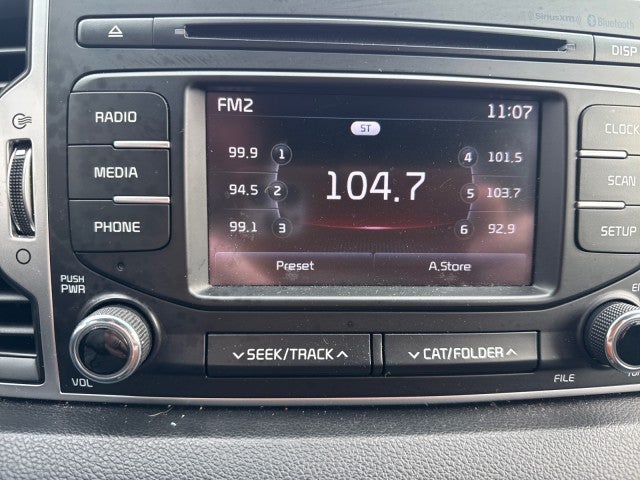 SiriusXM Bluetooth
DISP
FM2 11:07
ST
RADIO
MEDIA
PHONE
99.9 1
94.5 2
99.1 3
104.7
4 101.5
5 103.7
6 92.9
Preset A.Store
CLOCK
SCAN
SETUP
PUSH
PWR
VOL
SEEK/TRACK
CAT/FOLDER
FILE